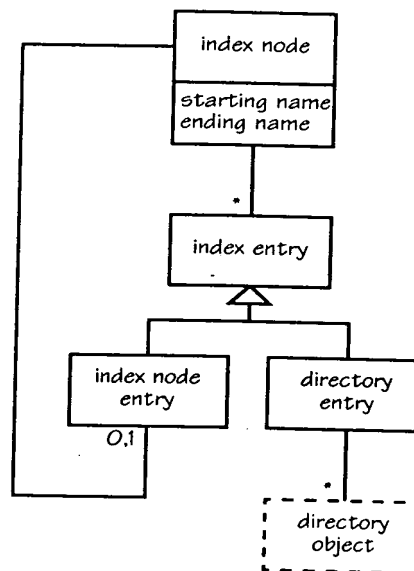 index node
starting name
ending name
*
index entry
index node
entry
directory
entry
0,1
*
directory
object